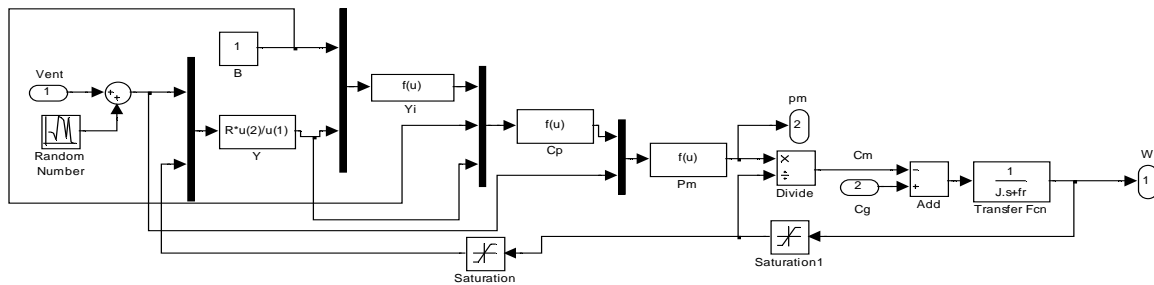 Vent
1
+
+
Random
Number
1
B
R*u(2)/u(1)
Y
f(u)
Yi
f(u)
Cp
f(u)
Pm
pm
2
×
÷
Divide
Cm
2
Cg
−
+
Add
1
J.s+fr
Transfer Fcn
W
1
Saturation
Saturation1